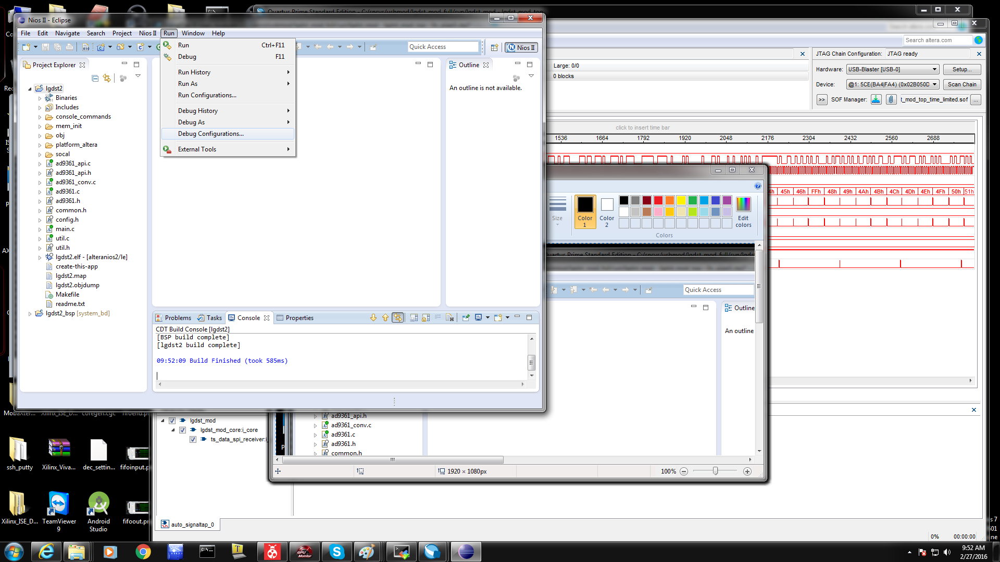 Quartus Prime Standard Edition - C:/spcvs/usbmod/lgdst_mod_full/syn/lgdst_mod - lgdst_mod_top
Nios II - Eclipse
File Edit Navigate Search Project Nios II Run Window Help
Quick Access
Nios II
Run Ctrl+F11
Debug F11
Run History
Run As
Run Configurations...
Debug History
Debug As
Debug Configurations...
External Tools
Project Explorer
lgdst2
Binaries
Includes
console_commands
mem_init
obj
platform_altera
socal
ad9361_api.c
ad9361_api.h
ad9361_conv.c
ad9361.c
ad9361.h
common.h
config.h
main.c
util.c
util.h
lgdst2.elf - [alteranios2/le]
create-this-app
lgdst2.map
lgdst2.objdump
Makefile
readme.txt
lgdst2_bsp [system_bd]
Outline
An outline is not available.
Problems Tasks Console Properties
CDT Build Console [lgdst2]
[BSP build complete]
[lgdst2 build complete]
09:52:09 Build Finished (took 585ms)
Search altera.com
Large: 0/0
0 blocks
JTAG Chain Configuration: JTAG ready
Hardware: USB-Blaster [USB-0] Setup...
Device: @1: 5CE(BA4|FA4) (0x02B050D Scan Chain
>> SOF Manager: t_mod_top_time_limited.sof ...
click to insert time bar
1536 1664 1792 1920 2048 2176 2304 2432 2560 2688
4h 45h 46h FFh 48h 49h 4Ah 4Bh 4Ch 4Dh 4Eh 4Fh 50h 51h
Size
Color 1
Color 2
Edit colors
Colors
Quick Access
Outline
An outline
ad9361_api.h
ad9361_conv.c
ad9361.c
ad9361.h
common.h
1920 × 1080px
100%
lgdst_mod
lgdst_mod_core:i_core
ts_data_spi_receiver:i_
auto_signaltap_0
0% 00:00:00
ssh_putty
Xilinx_Viva...
dec_settin...
fifoinput.p
Xilinx_ISE_D...
TeamViewer 9
Android Studio
fifoout.p
9:52 AM
2/27/2016